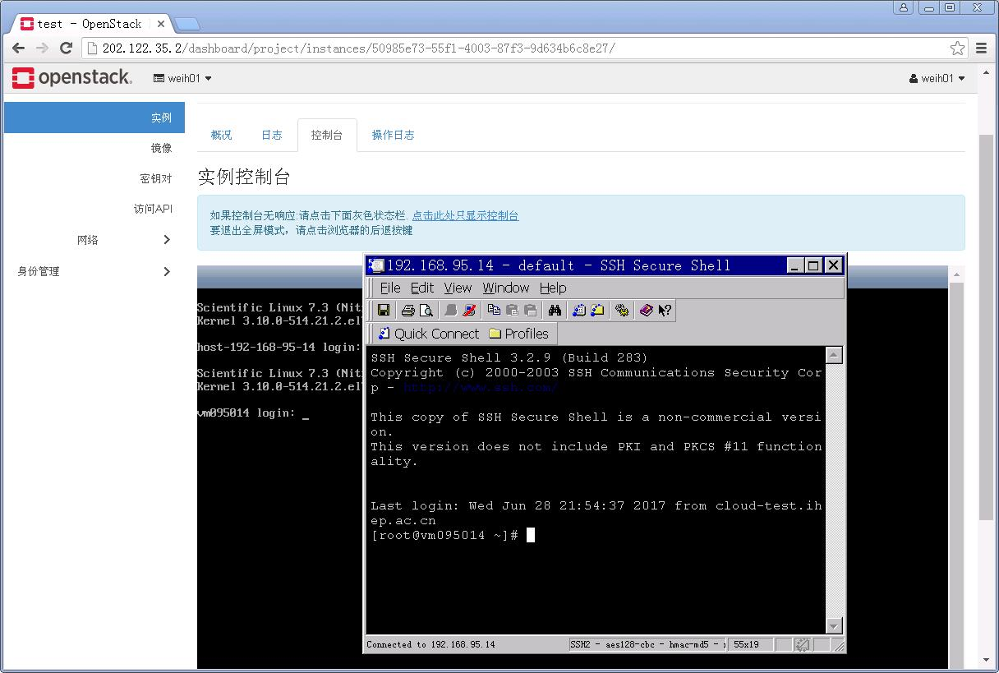 test - OpenStack
202.122.35.2/dashboard/project/instances/50985e73-55f1-4003-87f3-9d634b6c8e27/
openstack.
weih01
weih01
实例
镜像
密钥对
访问API
网络
身份管理
概况
日志
控制台
操作日志
实例控制台
如果控制台无响应:请点击下面灰色状态栏. 点击此处只显示控制台
要退出全屏模式，请点击浏览器的后退按键
Scientific Linux 7.3 (Nit
Kernel 3.10.0-514.21.2.el
host-192-168-95-14 login:
Scientific Linux 7.3 (Nit
Kernel 3.10.0-514.21.2.el
vm095014 login: _
192.168.95.14 - default - SSH Secure Shell
File Edit View Window Help
Quick Connect Profiles
SSH Secure Shell 3.2.9 (Build 283)
Copyright (c) 2000-2003 SSH Communications Security Cor
p - http://www.ssh.com/
This copy of SSH Secure Shell is a non-commercial versi
on.
This version does not include PKI and PKCS #11 function
ality.
Last login: Wed Jun 28 21:54:37 2017 from cloud-test.ih
ep.ac.cn
[root@vm095014 ~]#
Connected to 192.168.95.14
SSH2 - aes128-cbc - hmac-md5 -
55x19